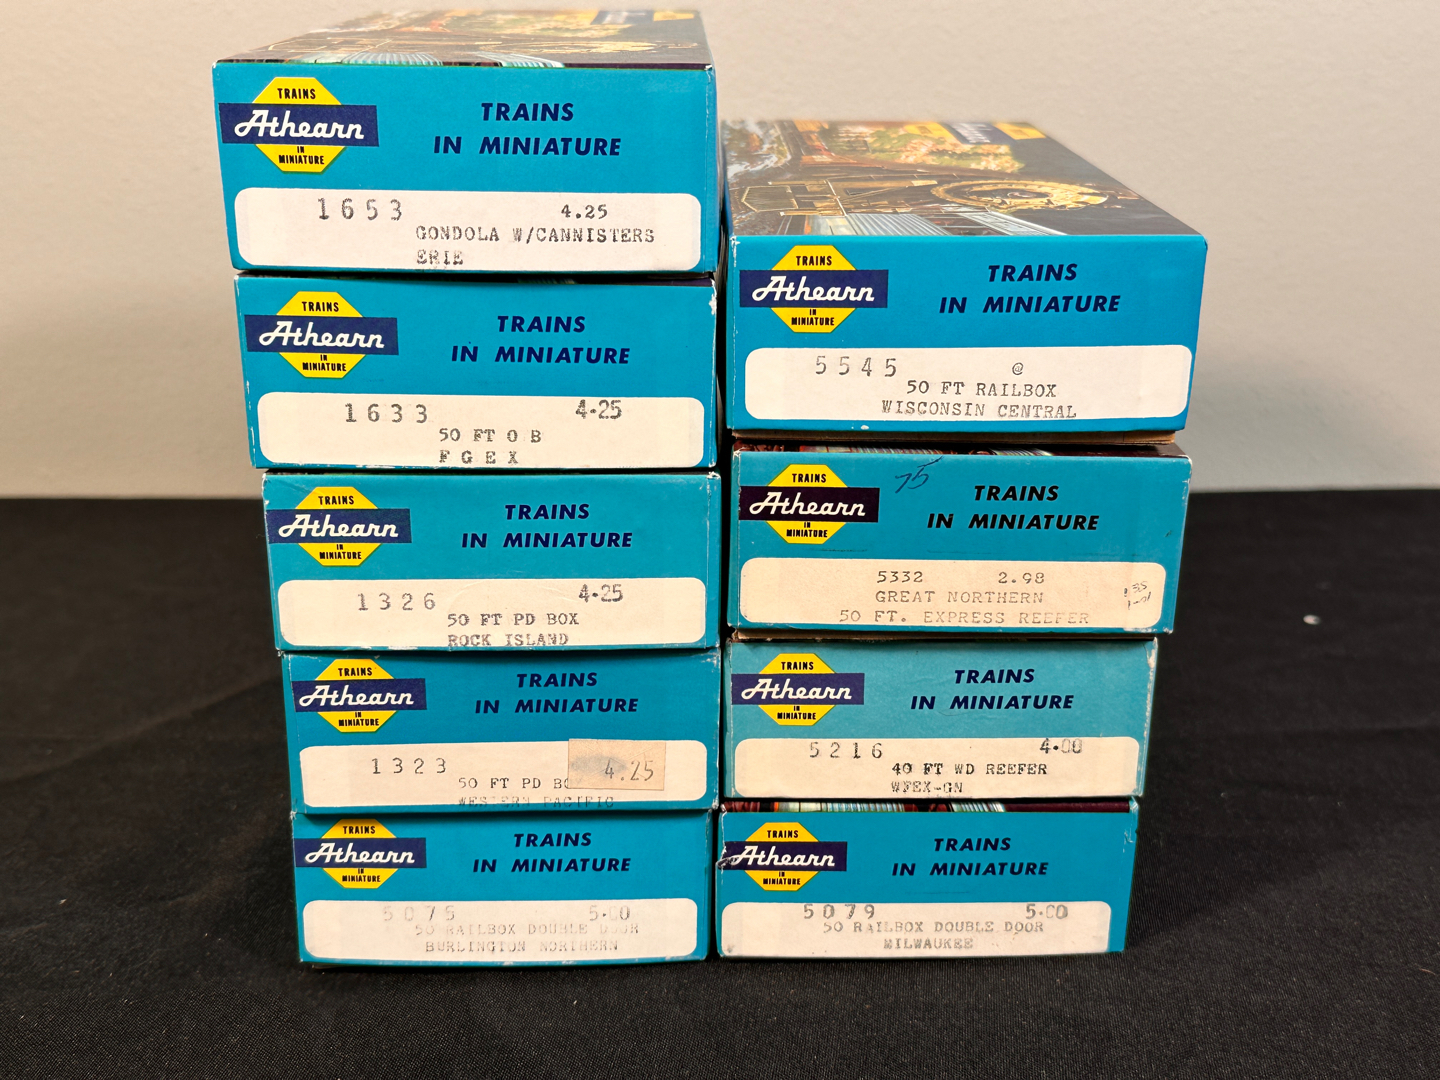 TRAINS
Athearn
IN
MINIATURE
TRAINS
IN MINIATURE
1653 4.25
GONDOLA W/CANNISTERS
ERIE
TRAINS
Athearn
IN
MINIATURE
TRAINS
IN MINIATURE
1633 4.25
50 FT O B
F G E X
TRAINS
Athearn
IN
MINIATURE
TRAINS
IN MINIATURE
1326 4.25
50 FT PD BOX
ROCK ISLAND
TRAINS
Athearn
IN
MINIATURE
TRAINS
IN MINIATURE
1323 4.25
50 FT PD BO
WESTERN PACIFIC
TRAINS
Athearn
IN
MINIATURE
TRAINS
IN MINIATURE
5075 5.00
50 RAILBOX DOUBLE DOOR
BURLINGTON NORTHERN
TRAINS
Athearn
IN
MINIATURE
TRAINS
IN MINIATURE
5545 @
50 FT RAILBOX
WISCONSIN CENTRAL
TRAINS
Athearn
IN
MINIATURE
75
TRAINS
IN MINIATURE
5332 2.98
GREAT NORTHERN
50 FT. EXPRESS REEFER
TRAINS
Athearn
IN
MINIATURE
TRAINS
IN MINIATURE
5216 4.00
40 FT WD REEFER
WFEX-GN
TRAINS
Athearn
IN
MINIATURE
TRAINS
IN MINIATURE
5079 5.00
50 RAILBOX DOUBLE DOOR
MILWAUKEE